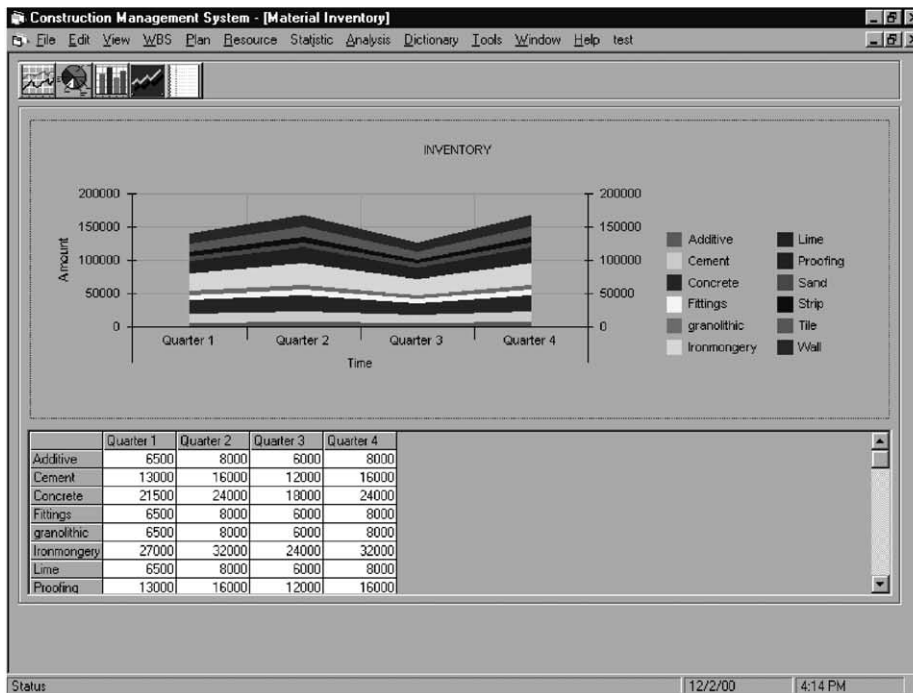 Construction Management System - [Material Inventory]
File Edit View WBS Plan Resource Statjstic Analysis Dictionary Tools Window Help test
INVENTORY
200000 200000
150000 150000
100000 100000
50000 50000
0 0
Amount
Quarter 1 Quarter 2 Quarter 3 Quarter 4
Time
Additive Lime
Cement Proofing
Concrete Sand
Fittings Strip
granolithic Tile
Ironmongery Wall
Quarter 1 Quarter 2 Quarter 3 Quarter 4
Additive 6500 8000 6000 8000
Cement 13000 16000 12000 16000
Concrete 21500 24000 18000 24000
Fittings 6500 8000 6000 8000
granolithic 6500 8000 6000 8000
Ironmongery 27000 32000 24000 32000
Lime 6500 8000 6000 8000
Proofing 13000 16000 12000 16000
Status 12/2/00 4:14 PM